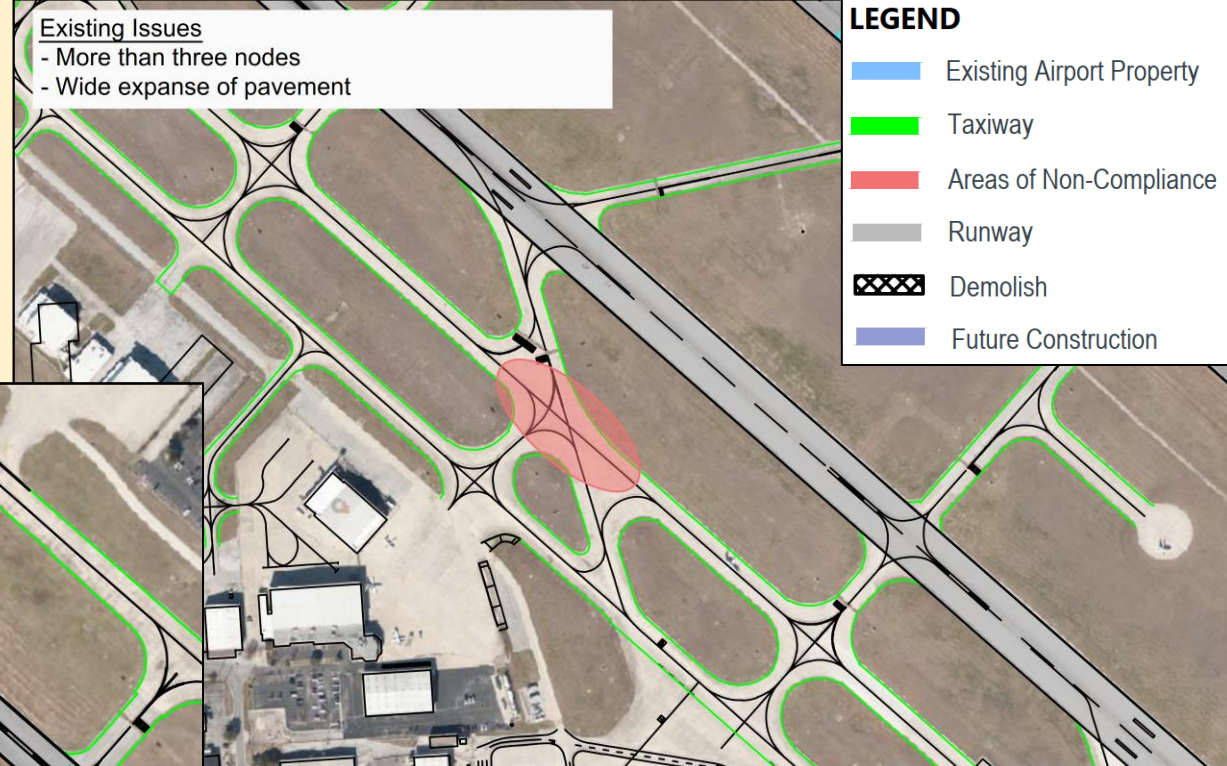 Existing Issues
- More than three nodes
- Wide expanse of pavement
LEGEND
Existing Airport Property
Taxiway
Areas of Non-Compliance
Runway
Demolish
Future Construction